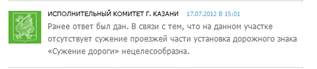 ИСПОЛНИТЕЛЬНЫЙ КОМИТЕТ Г. КАЗАНИ 17.07.2012 В 15:01
Ранее ответ был дан. В связи с тем, что на данном участке
отсутствует сужение проезжей части установка дорожного знака
«Сужение дороги» нецелесообразна.